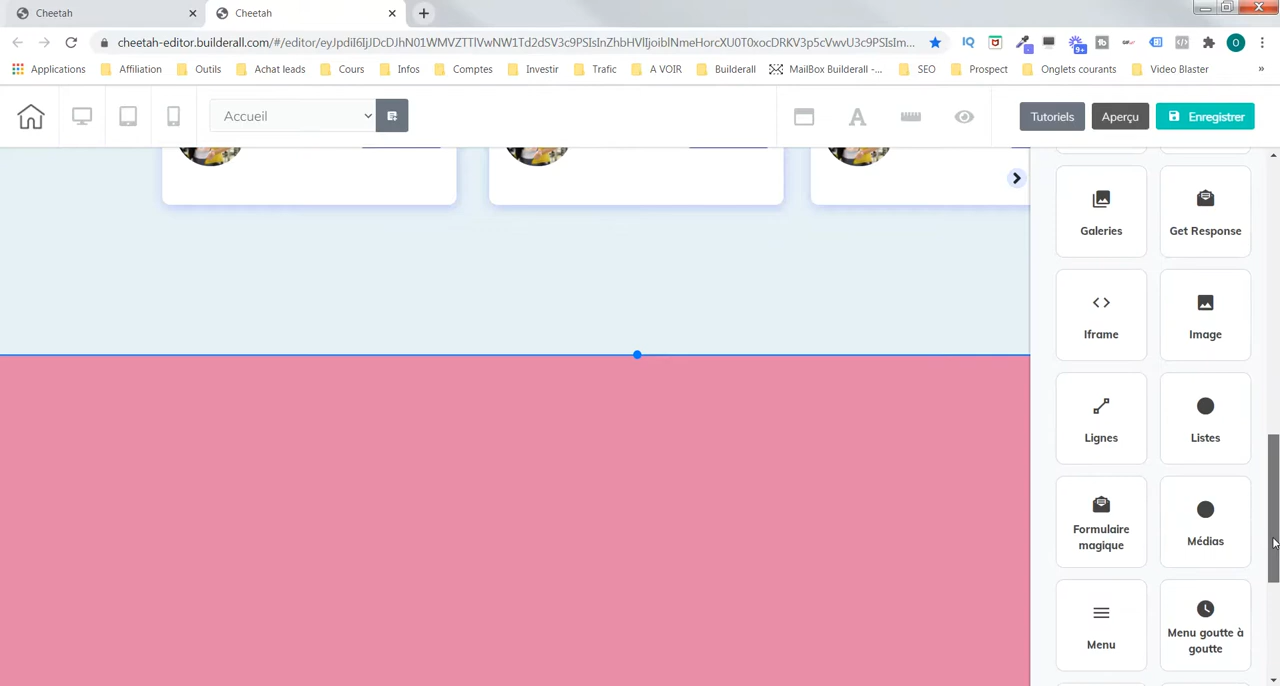 Cheetah
Cheetah
cheetah-editor.builderall.com/#/editor/
Applications
Affiliation
Outils
Achat leads
Cours
Infos
Comptes
Investir
Trafic
A VOIR
Builderall
MailBox Builderall -...
SEO
Prospect
Onglets courants
Video Blaster
»
Accueil
Tutoriels
Aperçu
Enregistrer
Galeries
Get Response
Iframe
Image
Lignes
Listes
Formulaire
magique
Médias
Menu
Menu goutte à
goutte
IQ
9+
O